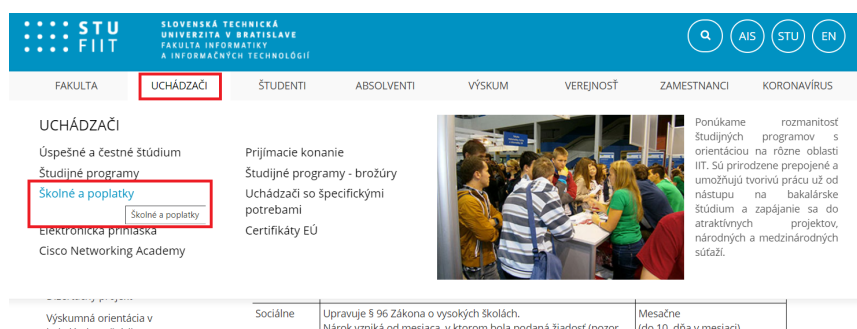 STU
FIIT
SLOVENSKÁ TECHNICKÁ
UNIVERZITA V BRATISLAVE
FAKULTA INFORMATIKY
A INFORMAČNÝCH TECHNOLÓGIÍ
AIS
STU
EN
FAKULTA
UCHÁDZAČI
ŠTUDENTI
ABSOLVENTI
VÝSKUM
VEREJNOSŤ
ZAMESTNANCI
KORONAVÍRUS
UCHÁDZAČI
Úspešné a čestné štúdium
Študijné programy
Školné a poplatky
Školné a poplatky
Elektronická prihláška
Cisco Networking Academy
Prijímacie konanie
Študijné programy - brožúry
Uchádzači so špecifickými
potrebami
Certifikáty EÚ
Ponúkame rozmanitosť
študijných programov s
orientáciou na rôzne oblasti
IIT. Sú prirodzene prepojené a
umožňujú tvorivú prácu už od
nástupu na bakalárske
štúdium a zapájanie sa do
atraktívnych projektov,
národných a medzinárodných
súťaží.
Výskumná orientácia v
Sociálne
Upravuje § 96 Zákona o vysokých školách.
Nárok vzniká od mesiaca, v ktorom bola podaná žiadosť (pozor
Mesačne
(do 10. dňa v mesiaci)